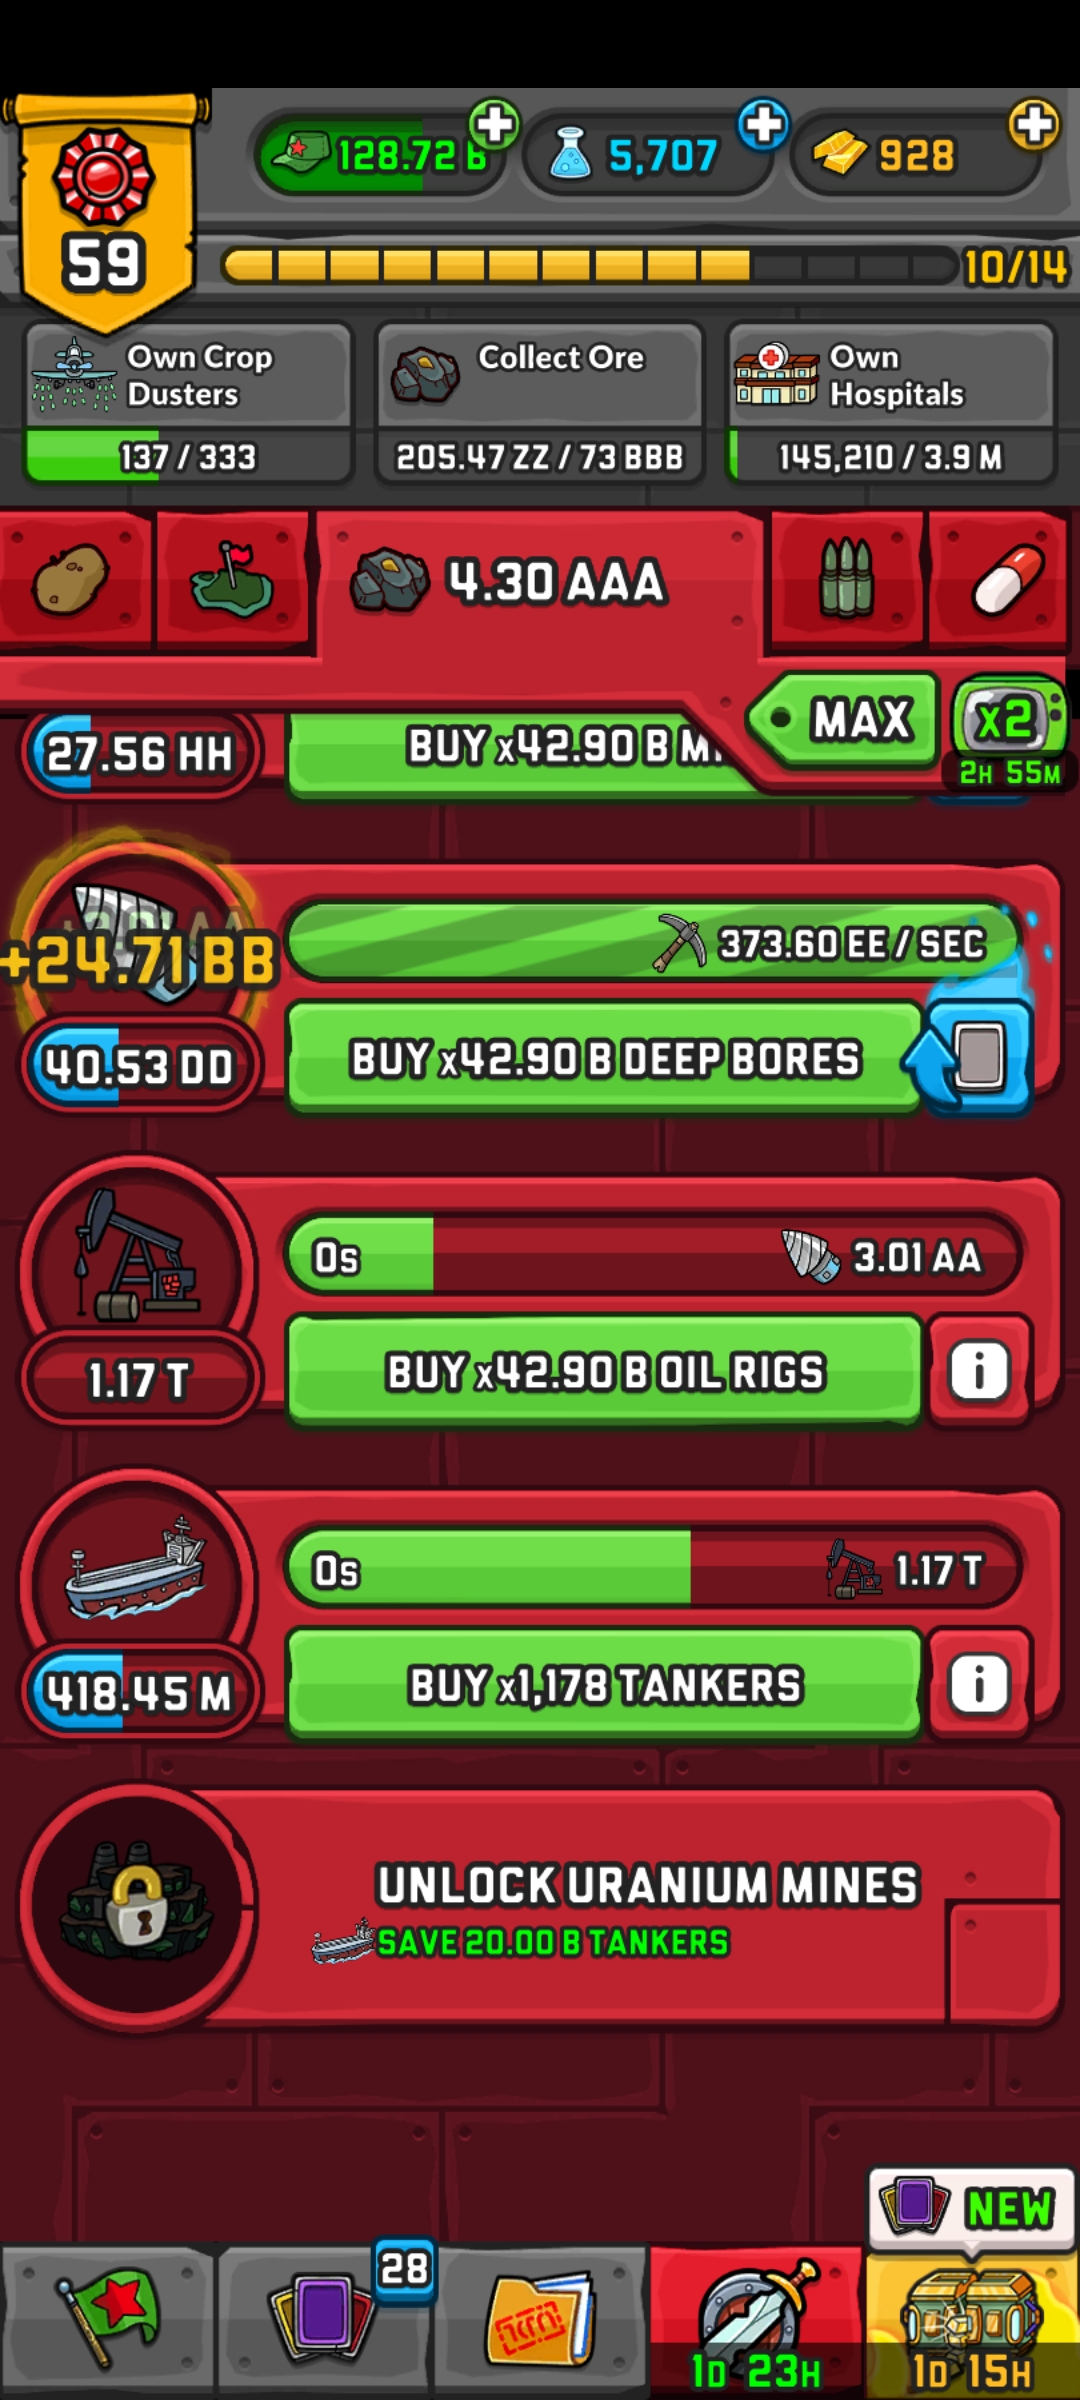 128.72 B
5,707
928
59
10/14
Own Crop
Dusters
137 / 333
Collect Ore
205.47 ZZ / 73 BBB
Own
Hospitals
145,210 / 3.9 M
4.30 AAA
MAX
x2
2H 55M
27.56 HH
BUY x42.90 B
+24.71 BB
373.60 EE / SEC
40.53 DD
BUY x42.90 B DEEP BORES
0s
3.01 AA
1.17 T
BUY x42.90 B OIL RIGS
i
0s
1.17 T
418.45 M
BUY x1,178 TANKERS
i
UNLOCK URANIUM MINES
SAVE 20.00 B TANKERS
NEW
28
1D 23H
1D 15H